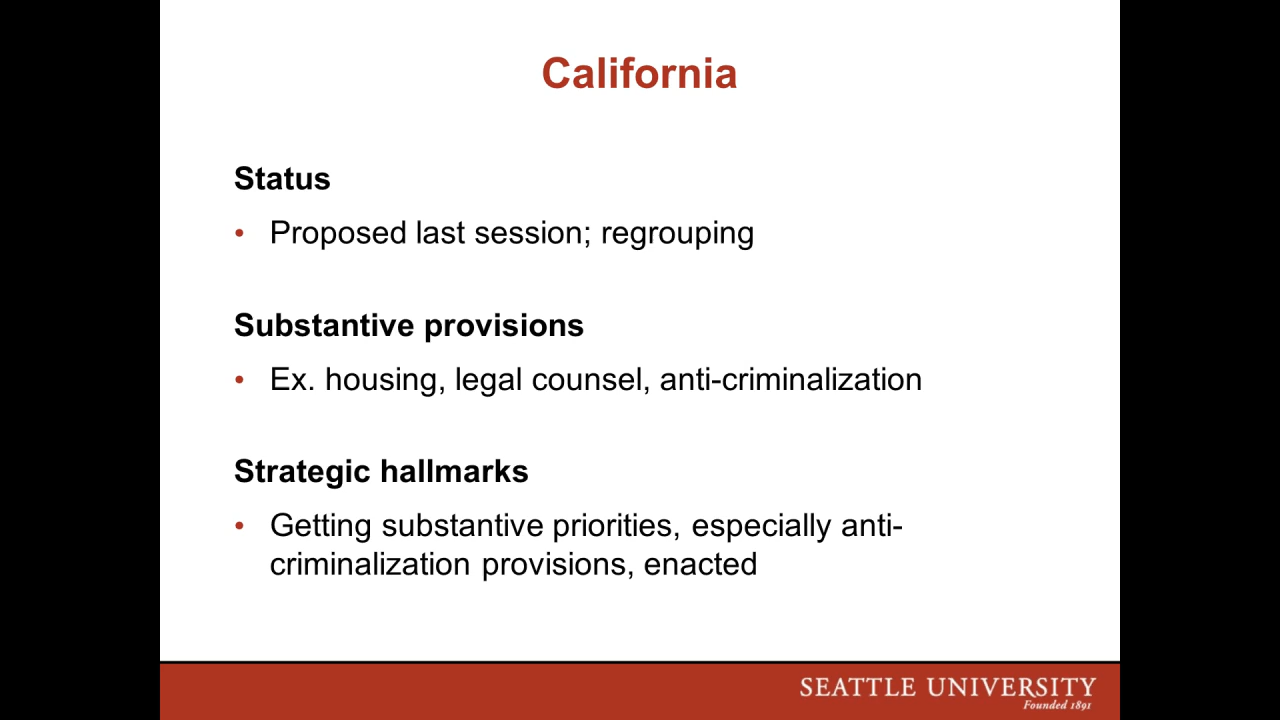 California
Status
• Proposed last session; regrouping
Substantive provisions
• Ex. housing, legal counsel, anti-criminalization
Strategic hallmarks
• Getting substantive priorities, especially anti-
criminalization provisions, enacted
SEATTLE UNIVERSITY
Founded 1891